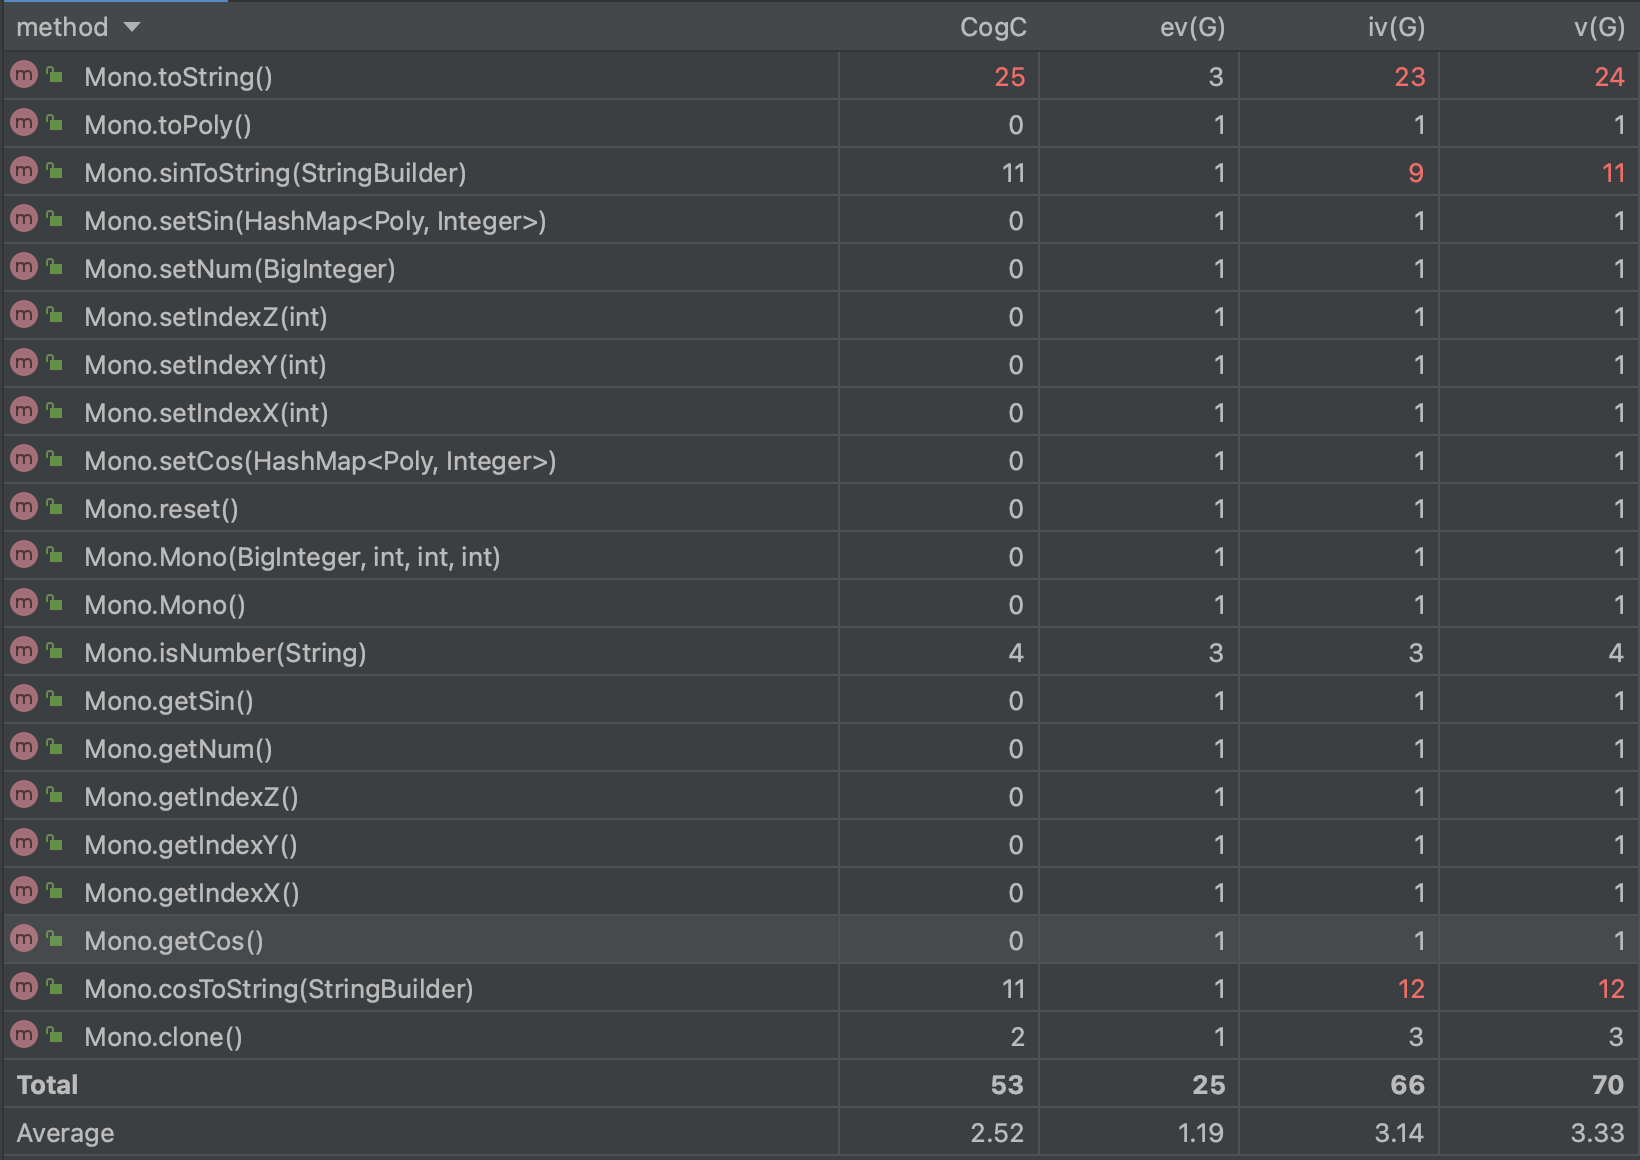 method CogC ev(G) iv(G) v(G)
m Mono.toString() 25 3 23 24
m Mono.toPoly() 0 1 1 1
m Mono.sinToString(StringBuilder) 11 1 9 11
m Mono.setSin(HashMap<Poly, Integer>) 0 1 1 1
m Mono.setNum(BigInteger) 0 1 1 1
m Mono.setIndexZ(int) 0 1 1 1
m Mono.setIndexY(int) 0 1 1 1
m Mono.setIndexX(int) 0 1 1 1
m Mono.setCos(HashMap<Poly, Integer>) 0 1 1 1
m Mono.reset() 0 1 1 1
m Mono.Mono(BigInteger, int, int, int) 0 1 1 1
m Mono.Mono() 0 1 1 1
m Mono.isNumber(String) 4 3 3 4
m Mono.getSin() 0 1 1 1
m Mono.getNum() 0 1 1 1
m Mono.getIndexZ() 0 1 1 1
m Mono.getIndexY() 0 1 1 1
m Mono.getIndexX() 0 1 1 1
m Mono.getCos() 0 1 1 1
m Mono.cosToString(StringBuilder) 11 1 12 12
m Mono.clone() 2 1 3 3
Total 53 25 66 70
Average 2.52 1.19 3.14 3.33